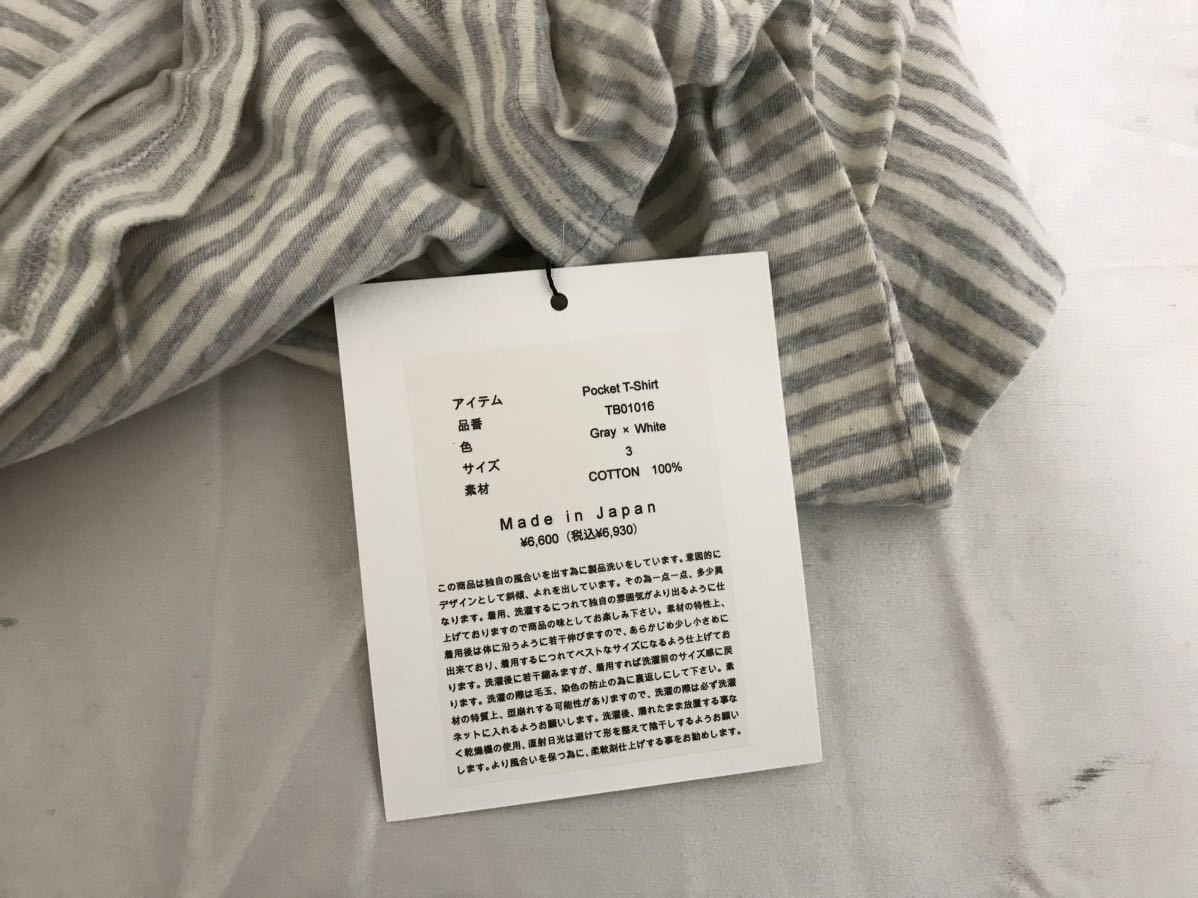 アイテム Pocket T-Shirt
品番 TB01016
色 Gray × White
サイズ 3
素材 COTTON 100%
Made in Japan
¥6,600（税込¥6,930）
この商品は独自の風合いを出す為に製品洗いをしています。意図的に
デザインとして斜傾、よれを出しています。その為一点一点、多少異
なります。着用、洗濯するにつれて独自の雰囲気がより出るように仕
上げておりますので商品の味としてお楽しみ下さい。素材の特性上、
着用後は体に沿うように若干伸びますので、あらかじめ少し小さめに
出来ており、着用するにつれてベストなサイズになるよう仕上げてお
ります。洗濯後に若干縮みますが、着用すれば洗濯前のサイズ感に戻
ります。洗濯の際は毛玉、染色の防止の為に裏返しにして下さい。素
材の特質上、型崩れする可能性がありますので、洗濯の際は必ず洗濯
ネットに入れるようお願いします。洗濯後、濡れたまま放置する事な
く乾燥機の使用、直射日光は避けて形を整えて陰干しするようお願い
します。より風合いを保つ為に、柔軟剤仕上げする事をお勧めします。